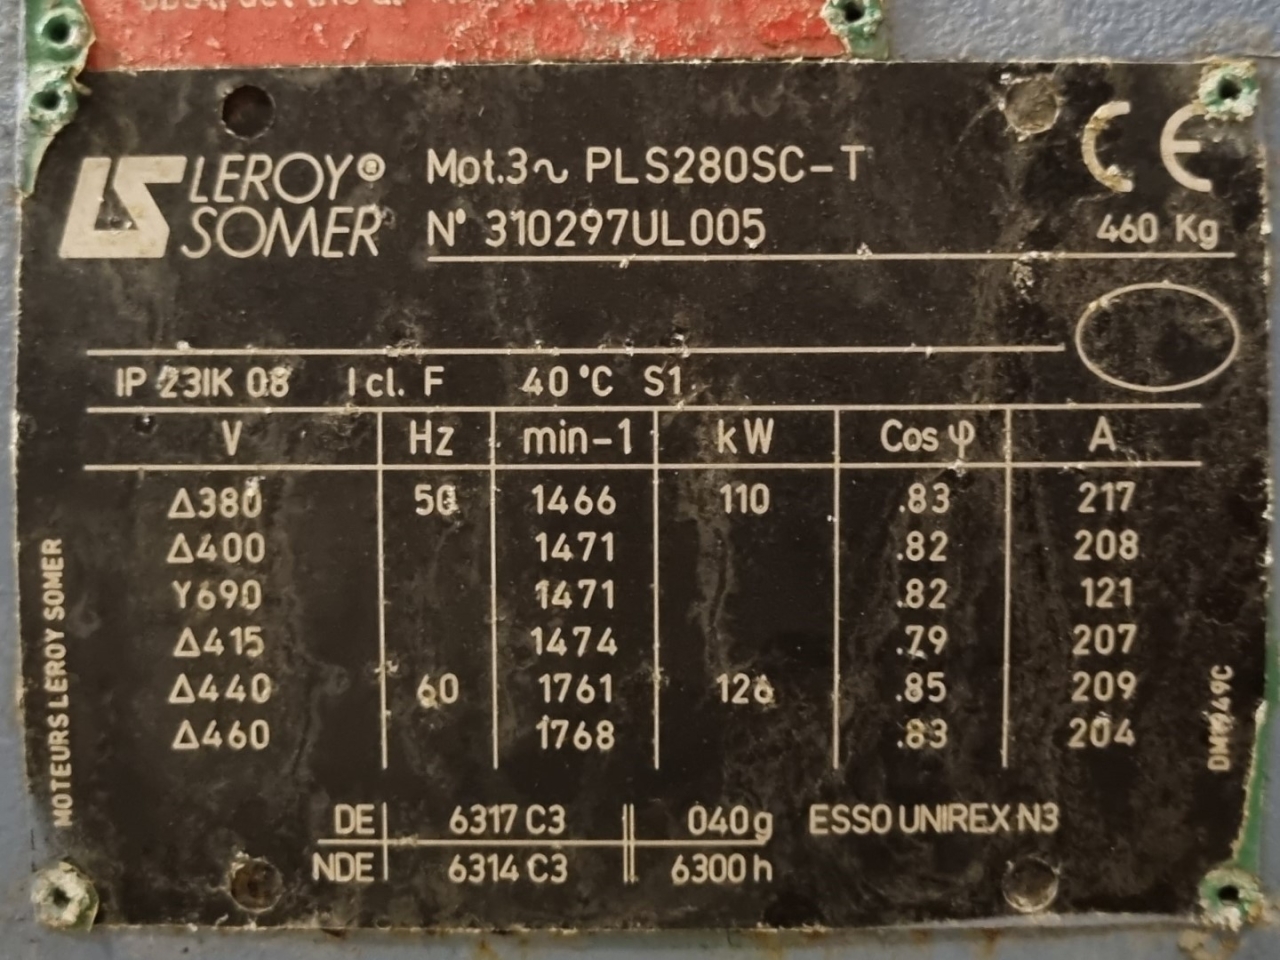 LEROY®
SOMER
Mot.3~ PLS280SC-T
N° 310297UL005
CE
460 Kg
IP 23IK 08 I cl. F 40°C S1
V Hz min-1 kW Cos φ A
Δ380 50 1466 110 .83 217
Δ400 1471 .82 208
Y690 1471 .82 121
Δ415 1474 .79 207
Δ440 60 1761 126 .85 209
Δ460 1768 .83 204
DE 6317 C3 040g ESSO UNIREX N3
NDE 6314 C3 6300h
MOTEURS LEROY SOMER